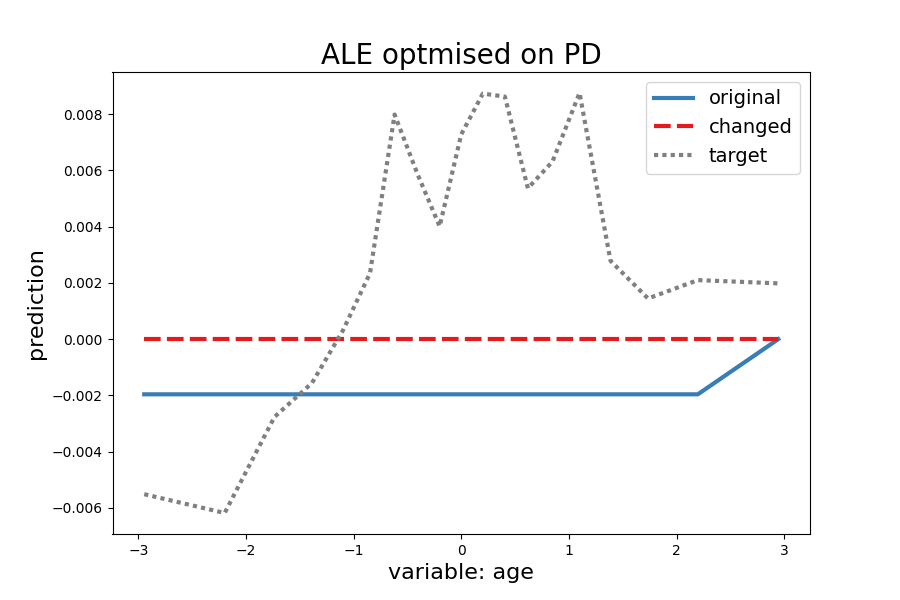 ALE optmised on PD
original
changed
target
prediction
0.008
0.006
0.004
0.002
0.000
−0.002
−0.004
−0.006
−3
−2
−1
0
1
2
3
variable: age